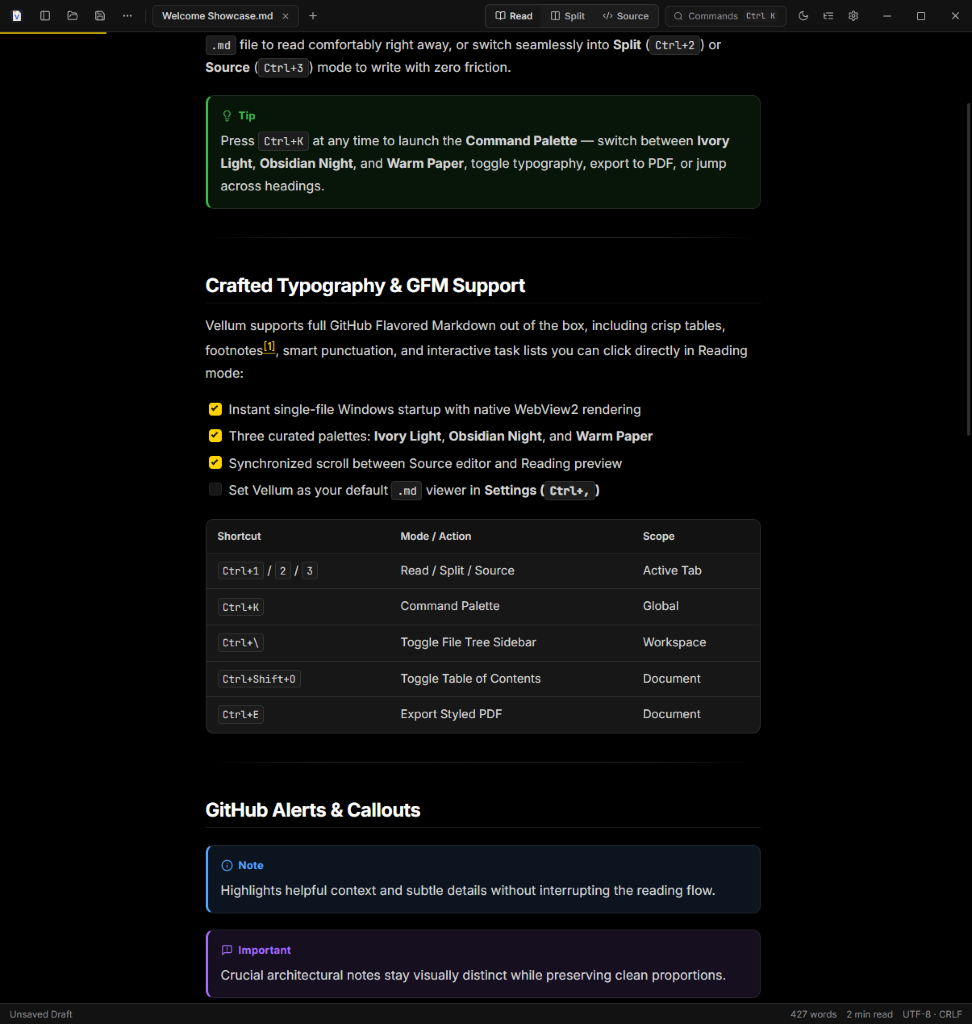 Welcome Showcase.md
Read Split Source Commands Ctrl K
.md file to read comfortably right away, or switch seamlessly into Split ( Ctrl+2 ) or
Source ( Ctrl+3 ) mode to write with zero friction.
Tip
Press Ctrl+K at any time to launch the Command Palette — switch between Ivory
Light, Obsidian Night, and Warm Paper, toggle typography, export to PDF, or jump
across headings.
Crafted Typography & GFM Support
Vellum supports full GitHub Flavored Markdown out of the box, including crisp tables,
footnotes[1], smart punctuation, and interactive task lists you can click directly in Reading
mode:
Instant single-file Windows startup with native WebView2 rendering
Three curated palettes: Ivory Light, Obsidian Night, and Warm Paper
Synchronized scroll between Source editor and Reading preview
Set Vellum as your default .md viewer in Settings ( Ctrl+, )
Shortcut Mode / Action Scope
Ctrl+1 / 2 / 3 Read / Split / Source Active Tab
Ctrl+K Command Palette Global
Ctrl+\ Toggle File Tree Sidebar Workspace
Ctrl+Shift+O Toggle Table of Contents Document
Ctrl+E Export Styled PDF Document
GitHub Alerts & Callouts
Note
Highlights helpful context and subtle details without interrupting the reading flow.
Important
Crucial architectural notes stay visually distinct while preserving clean proportions.
Unsaved Draft 427 words 2 min read UTF-8 · CRLF